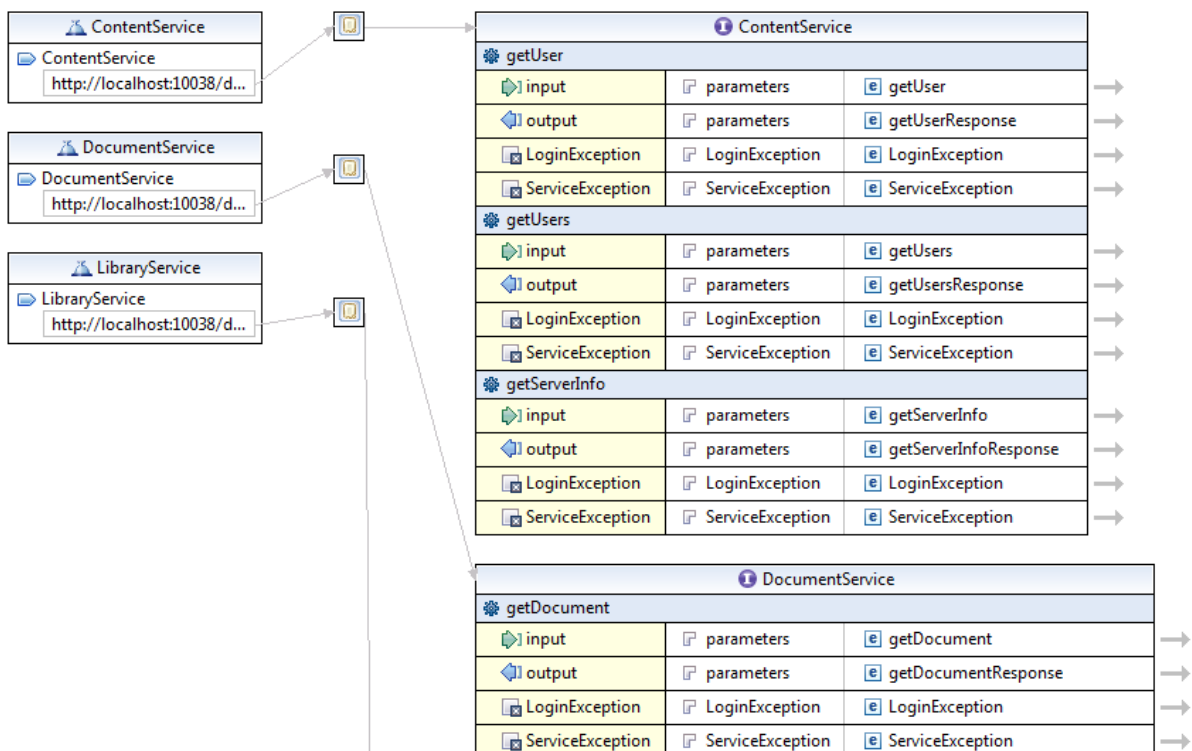 ContentService
ContentService
http://localhost:10038/d...
DocumentService
DocumentService
http://localhost:10038/d...
LibraryService
LibraryService
http://localhost:10038/d...
ContentService
getUser
input parameters e getUser
output parameters e getUserResponse
LoginException LoginException e LoginException
ServiceException ServiceException e ServiceException
getUsers
input parameters e getUsers
output parameters e getUsersResponse
LoginException LoginException e LoginException
ServiceException ServiceException e ServiceException
getServerInfo
input parameters e getServerInfo
output parameters e getServerInfoResponse
LoginException LoginException e LoginException
ServiceException ServiceException e ServiceException
DocumentService
getDocument
input parameters e getDocument
output parameters e getDocumentResponse
LoginException LoginException e LoginException
ServiceException ServiceException e ServiceException